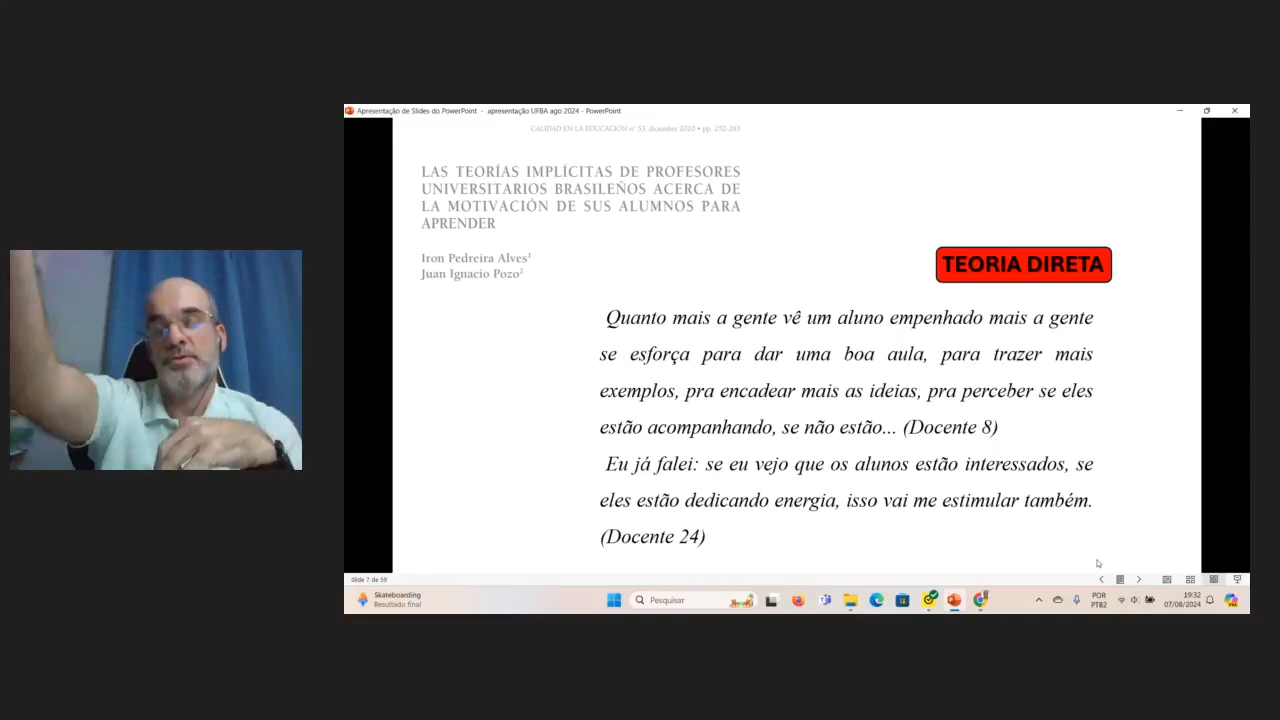 Apresentação de Slides do PowerPoint - apresentação UFBA ago 2024 - PowerPoint
CALIDAD EN LA EDUCACIÓN nº 53, diciembre 2020 • pp. 252-283
LAS TEORÍAS IMPLÍCITAS DE PROFESORES
UNIVERSITARIOS BRASILEÑOS ACERCA DE
LA MOTIVACIÓN DE SUS ALUMNOS PARA
APRENDER
Iron Pedreira Alves¹
Juan Ignacio Pozo²
TEORIA DIRETA
Quanto mais a gente vê um aluno empenhado mais a gente
se esforça para dar uma boa aula, para trazer mais
exemplos, pra encadear mais as ideias, pra perceber se eles
estão acompanhando, se não estão... (Docente 8)
Eu já falei: se eu vejo que os alunos estão interessados, se
eles estão dedicando energia, isso vai me estimular também.
(Docente 24)
Slide 7 de 59
Skateboarding
Resultado final
Pesquisar
POR
PTB2
19:32
07/08/2024